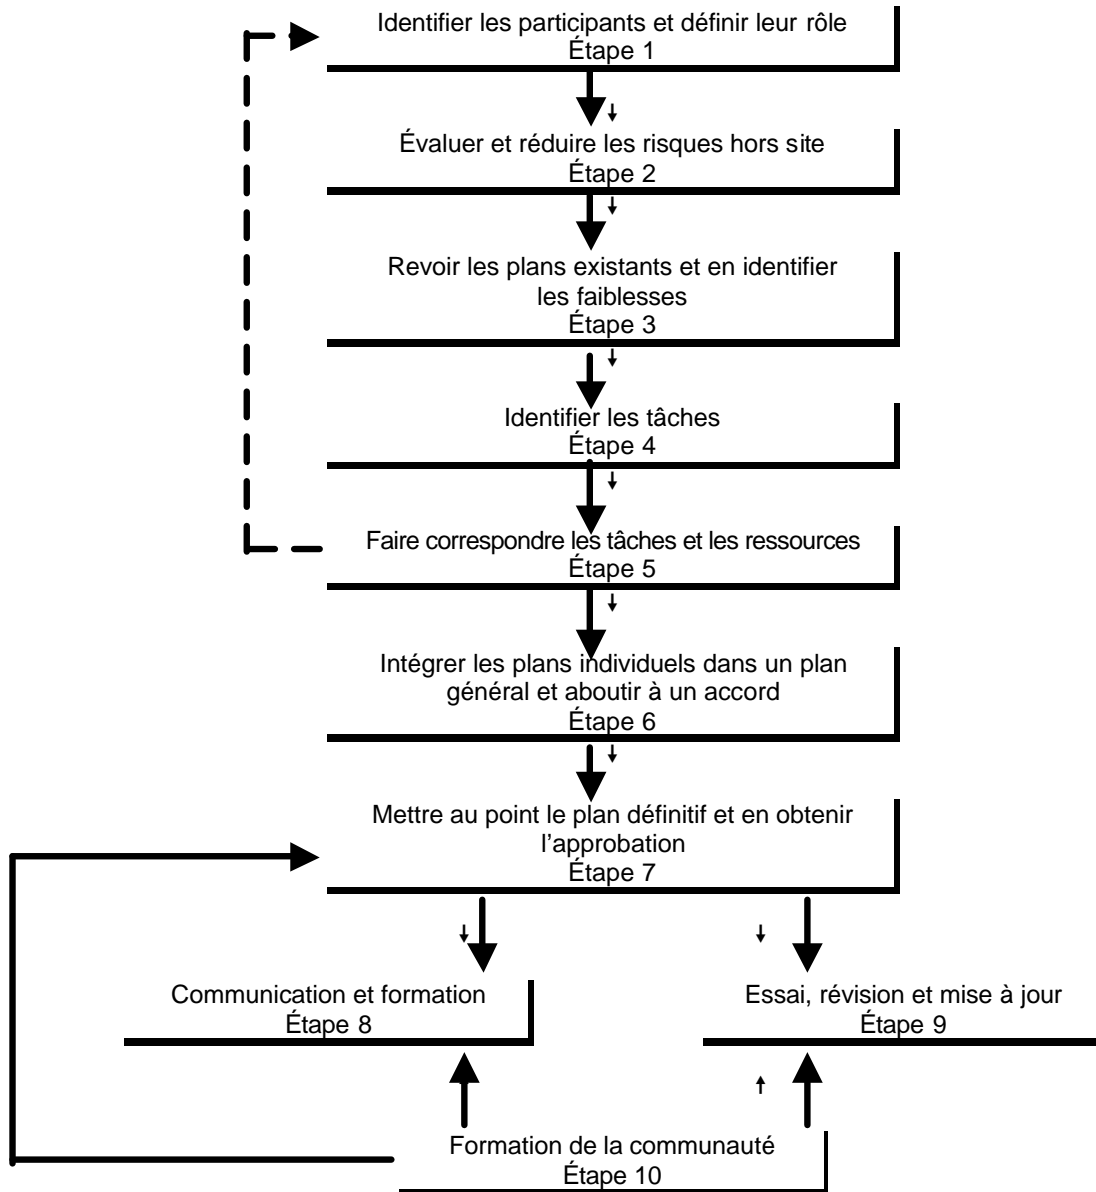 Identifier les participants et définir leur rôle
Étape 1
Évaluer et réduire les risques hors site
Étape 2
Revoir les plans existants et en identifier
les faiblesses
Étape 3
Identifier les tâches
Étape 4
Faire correspondre les tâches et les ressources
Étape 5
Intégrer les plans individuels dans un plan
général et aboutir à un accord
Étape 6
Mettre au point le plan définitif et en obtenir
l’approbation
Étape 7
Communication et formation
Étape 8
Essai, révision et mise à jour
Étape 9
Formation de la communauté
Étape 10